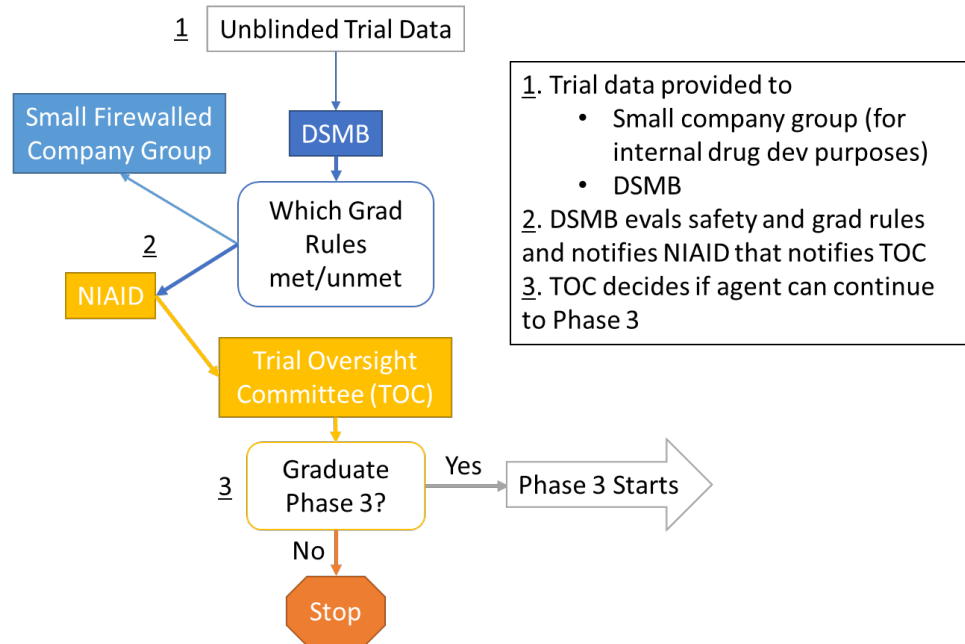 1
Unblinded Trial Data
Small Firewalled
Company Group
DSMB
Which Grad
Rules
met/unmet
2
NIAID
Trial Oversight
Committee (TOC)
3
Graduate
Phase 3?
Yes
Phase 3 Starts
No
Stop
1. Trial data provided to
• Small company group (for
internal drug dev purposes)
• DSMB
2. DSMB evals safety and grad rules
and notifies NIAID that notifies TOC
3. TOC decides if agent can continue
to Phase 3